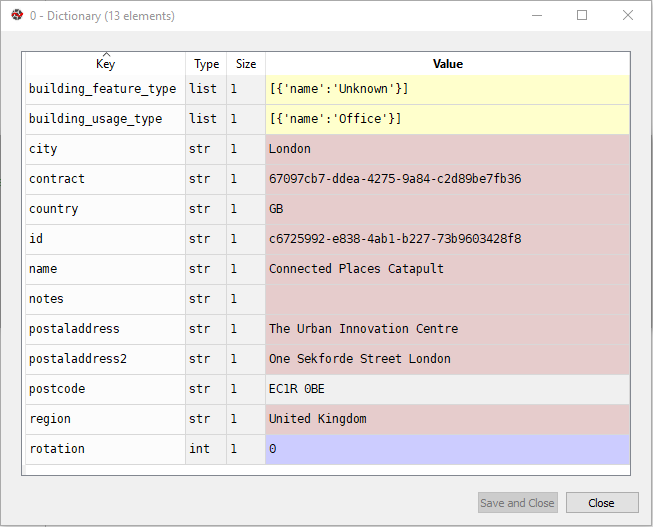 0 - Dictionary (13 elements)
Key Type Size Value
building_feature_type list 1 [{'name':'Unknown'}]
building_usage_type list 1 [{'name':'Office'}]
city str 1 London
contract str 1 67097cb7-ddea-4275-9a84-c2d89be7fb36
country str 1 GB
id str 1 c6725992-e838-4ab1-b227-73b9603428f8
name str 1 Connected Places Catapult
notes str 1
postaladdress str 1 The Urban Innovation Centre
postaladdress2 str 1 One Sekforde Street London
postcode str 1 EC1R 0BE
region str 1 United Kingdom
rotation int 1 0
Save and Close Close